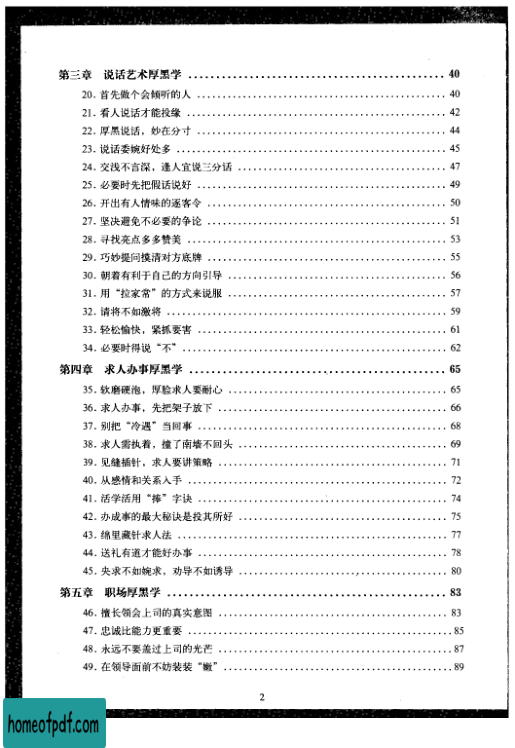 第三章 说话艺术厚黑学 ………… 40
20. 首先做个会倾听的人 ………… 40
21. 看人说话才能投缘 ………… 42
22. 厚黑说话，妙在分寸 ………… 44
23. 说话委婉好处多 ………… 45
24. 交浅不言深，逢人宜说三分话 ………… 47
25. 必要时先把假话说好 ………… 49
26. 开出有人情味的逐客令 ………… 50
27. 坚决避免不必要的争论 ………… 51
28. 寻找亮点多多赞美 ………… 53
29. 巧妙提问摸清对方底牌 ………… 55
30. 朝着有利于自己的方向引导 ………… 56
31. 用“拉家常”的方式来说服 ………… 57
32. 请将不如激将 ………… 59
33. 轻松愉快，紧抓要害 ………… 61
34. 必要时得说“不” ………… 62
第四章 求人办事厚黑学 ………… 65
35. 软磨硬泡，厚脸求人要耐心 ………… 65
36. 求人办事，先把架子放下 ………… 66
37. 别把“冷遇”当回事 ………… 68
38. 求人需执着，撞了南墙不回头 ………… 69
39. 见缝插针，求人要讲策略 ………… 71
40. 从感情和关系入手 ………… 72
41. 活学活用“捧”字诀 ………… 74
42. 办成事的最大秘诀是投其所好 ………… 75
43. 绵里藏针求人法 ………… 77
44. 送礼有道才能好办事 ………… 78
45. 央求不如婉求，劝导不如诱导 ………… 80
第五章 职场厚黑学 ………… 83
46. 擅长领会上司的真实意图 ………… 83
47. 忠诚比能力更重要 ………… 85
48. 永远不要盖过上司的光芒 ………… 87
49. 在领导面前不妨装装“嫩” ………… 89
2
homeofpdf.com